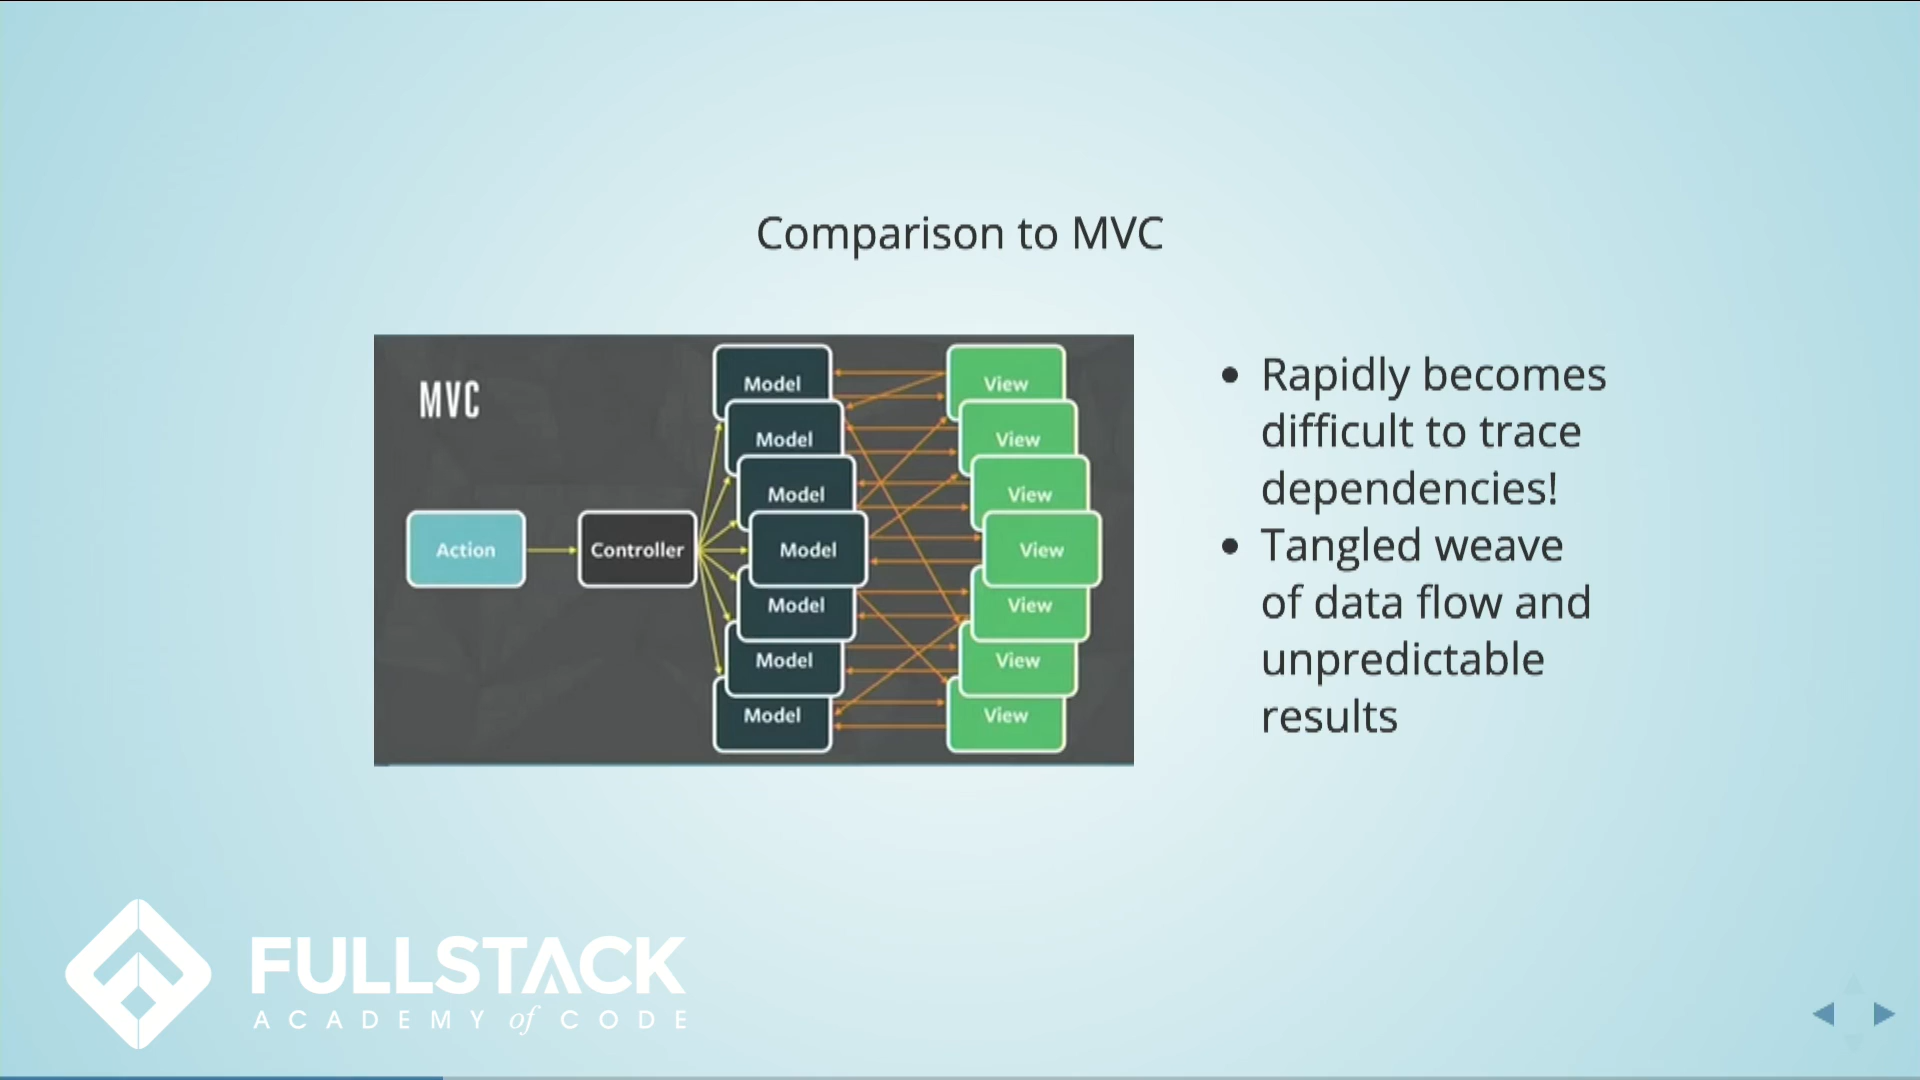 Comparison to MVC
MVC
Action
Controller
Model
Model
Model
Model
Model
Model
Model
View
View
View
View
View
View
View
Rapidly becomes
difficult to trace
dependencies!
Tangled weave
of data flow and
unpredictable
results
FULLSTACK
ACADEMY of CODE